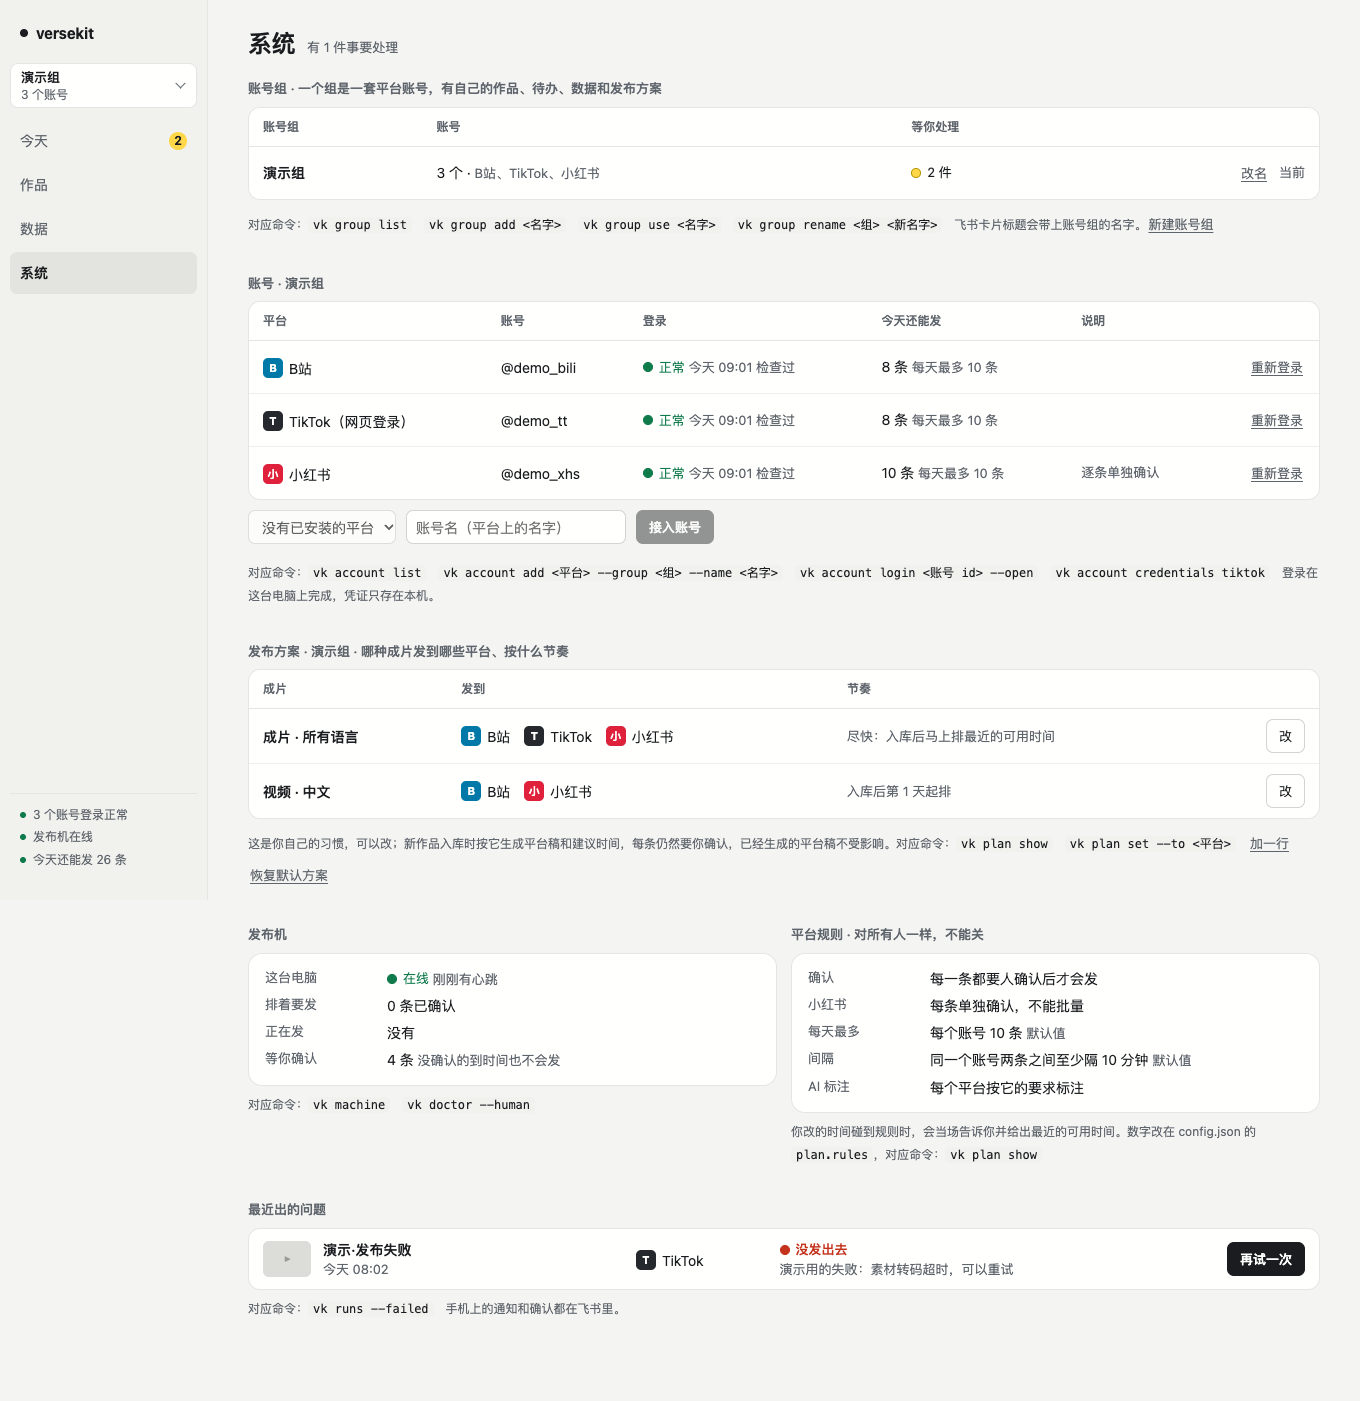 versekit
演示组
3 个账号
今天 2
作品
数据
系统
3 个账号登录正常
发布机在线
今天还能发 26 条
系统 有 1 件事要处理
账号组 · 一个组是一套平台账号，有自己的作品、待办、数据和发布方案
账号组 账号 等你处理
演示组 3 个 · B站、TikTok、小红书 2 件 改名 当前
对应命令： vk group list vk group add <名字> vk group use <名字> vk group rename <组> <新名字> 飞书卡片标题会带上账号组的名字。 新建账号组
账号 · 演示组
平台 账号 登录 今天还能发 说明
B B站 @demo_bili 正常 今天 09:01 检查过 8 条 每天最多 10 条 重新登录
T TikTok（网页登录） @demo_tt 正常 今天 09:01 检查过 8 条 每天最多 10 条 重新登录
小 小红书 @demo_xhs 正常 今天 09:01 检查过 10 条 每天最多 10 条 逐条单独确认 重新登录
没有已安装的平台 账号名（平台上的名字） 接入账号
对应命令： vk account list vk account add <平台> --group <组> --name <名字> vk account login <账号 id> --open vk account credentials tiktok 登录在
这台电脑上完成，凭证只存在本机。
发布方案 · 演示组 · 哪种成片发到哪些平台、按什么节奏
成片 发到 节奏
成片 · 所有语言 B B站 T TikTok 小 小红书 尽快：入库后马上排最近的可用时间 改
视频 · 中文 B B站 小 小红书 入库后第 1 天起排 改
这是你自己的习惯，可以改；新作品入库时按它生成平台稿和建议时间，每条仍然要你确认，已经生成的平台稿不受影响。对应命令： vk plan show vk plan set --to <平台> 加一行
恢复默认方案
发布机
这台电脑 在线 刚刚有心跳
排着要发 0 条已确认
正在发 没有
等你确认 4 条 没确认的到时间也不会发
对应命令： vk machine vk doctor --human
平台规则 · 对所有人一样，不能关
确认 每一条都要人确认后才会发
小红书 每条单独确认，不能批量
每天最多 每个账号 10 条 默认值
间隔 同一个账号两条之间至少隔 10 分钟 默认值
AI 标注 每个平台按它的要求标注
你改的时间碰到规则时，会当场告诉你并给出最近的可用时间。数字改在 config.json 的
plan.rules ，对应命令： vk plan show
最近出的问题
演示·发布失败
今天 08:02
T TikTok
没发出去
演示用的失败：素材转码超时，可以重试
再试一次
对应命令： vk runs --failed 手机上的通知和确认都在飞书里。